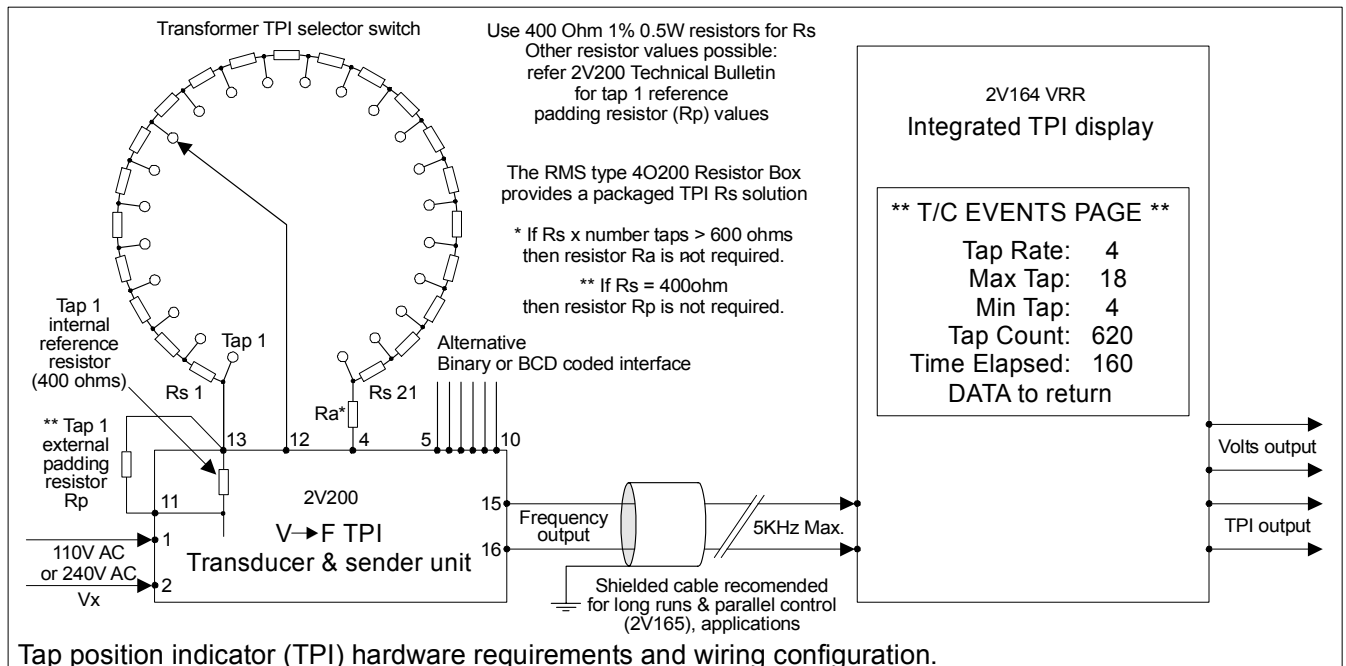 Transformer TPI selector switch
Use 400 Ohm 1% 0.5W resistors for Rs
Other resistor values possible:
refer 2V200 Technical Bulletin
for tap 1 reference
padding resistor (Rp) values
The RMS type 4O200 Resistor Box
provides a packaged TPI Rs solution
* If Rs x number taps > 600 ohms
then resistor Ra is not required.
** If Rs = 400ohm
then resistor Rp is not required.
2V164 VRR
Integrated TPI display
** T/C EVENTS PAGE **
Tap Rate: 4
Max Tap: 18
Min Tap: 4
Tap Count: 620
Time Elapsed: 160
DATA to return
Tap 1
internal
reference
resistor
(400 ohms)
Tap 1
Rs 1
Rs 21
Ra*
Alternative
Binary or BCD coded interface
** Tap 1
external
padding
resistor
Rp
13
12
4
5
10
11
1
2
110V AC
or 240V AC
Vx
2V200
V→F TPI
Transducer & sender unit
15
16
Frequency
output
5KHz Max.
Shielded cable recomended
for long runs & parallel control
(2V165), applications
Volts output
TPI output
Tap position indicator (TPI) hardware requirements and wiring configuration.